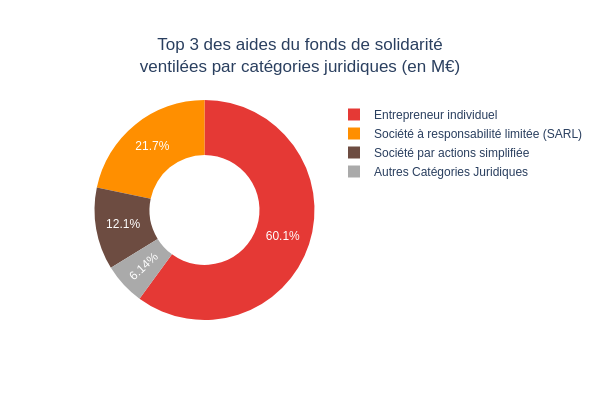 Top 3 des aides du fonds de solidarité
ventilées par catégories juridiques (en M€)
Entrepreneur individuel
Société à responsabilité limitée (SARL)
Société par actions simplifiée
Autres Catégories Juridiques
21.7%
60.1%
12.1%
6.14%